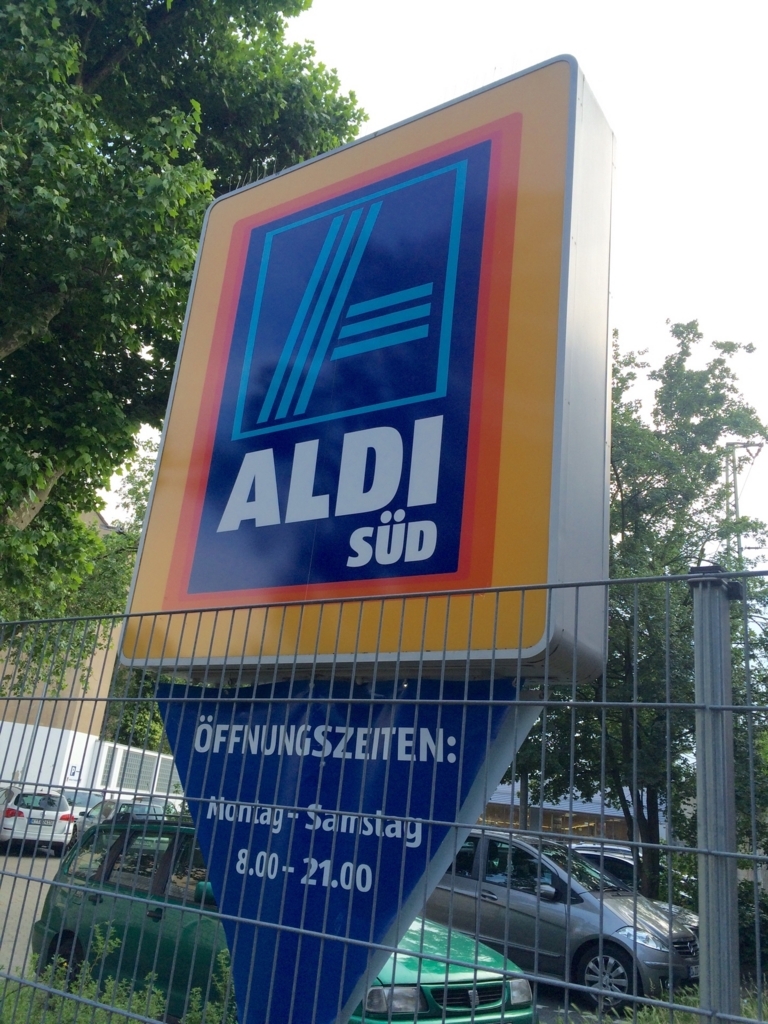 ALDI
SÜD
ÖFFNUNGSZEITEN:
Montag - Samstag
8.00 - 21.00